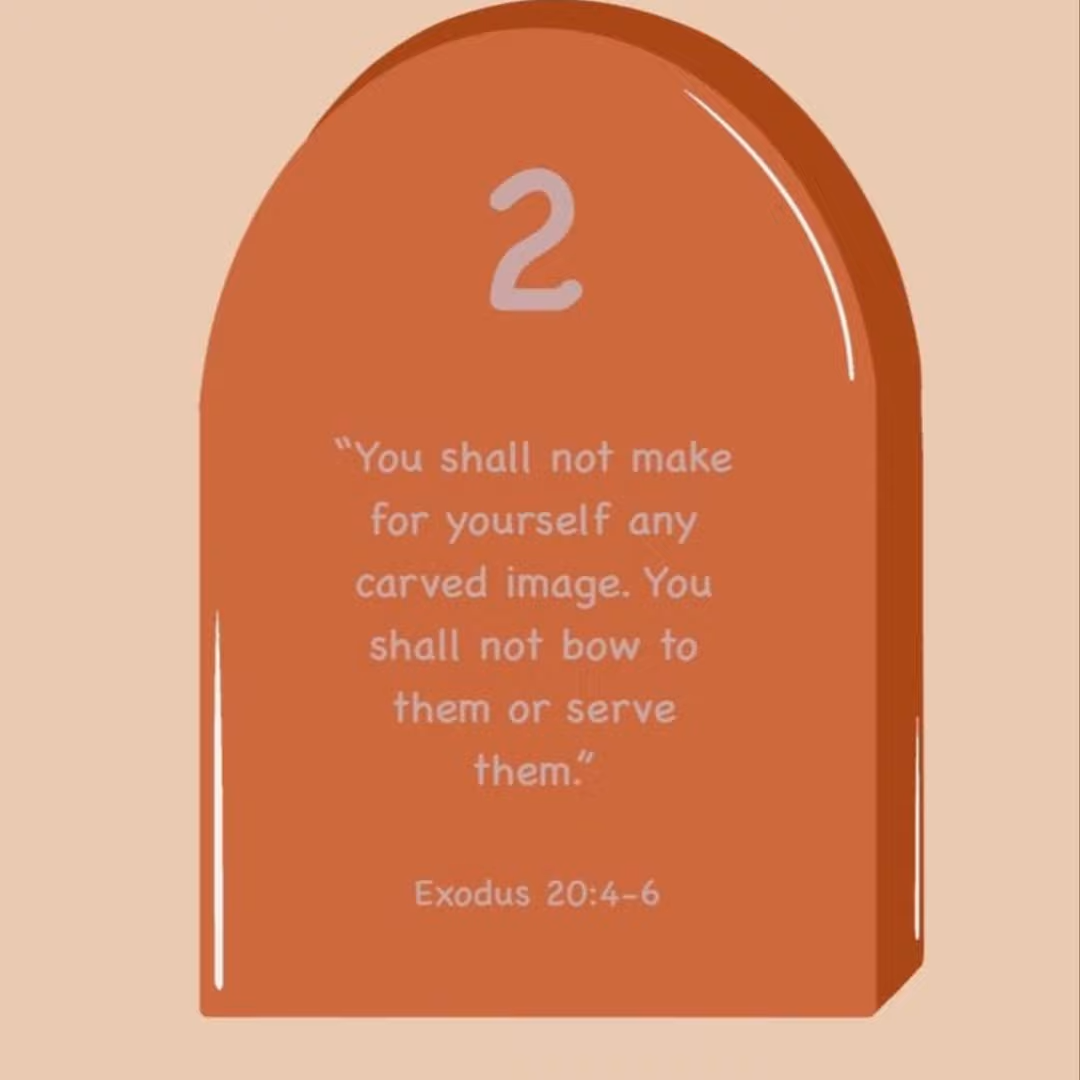 2
“You shall not make
for yourself any
carved image. You
shall not bow to
them or serve
them.”
Exodus 20:4-6